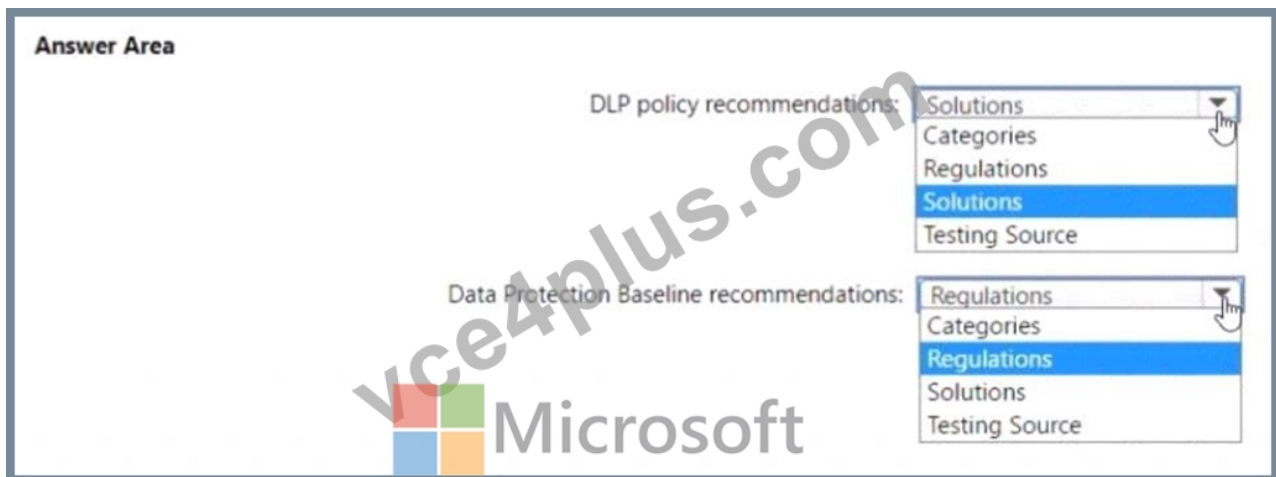 Answer Area
DLP policy recommendations: Solutions
Categories
Regulations
Solutions
Testing Source
Data Protection Baseline recommendations: Regulations
Categories
Regulations
Solutions
Testing Source
vce4plus.com
Microsoft